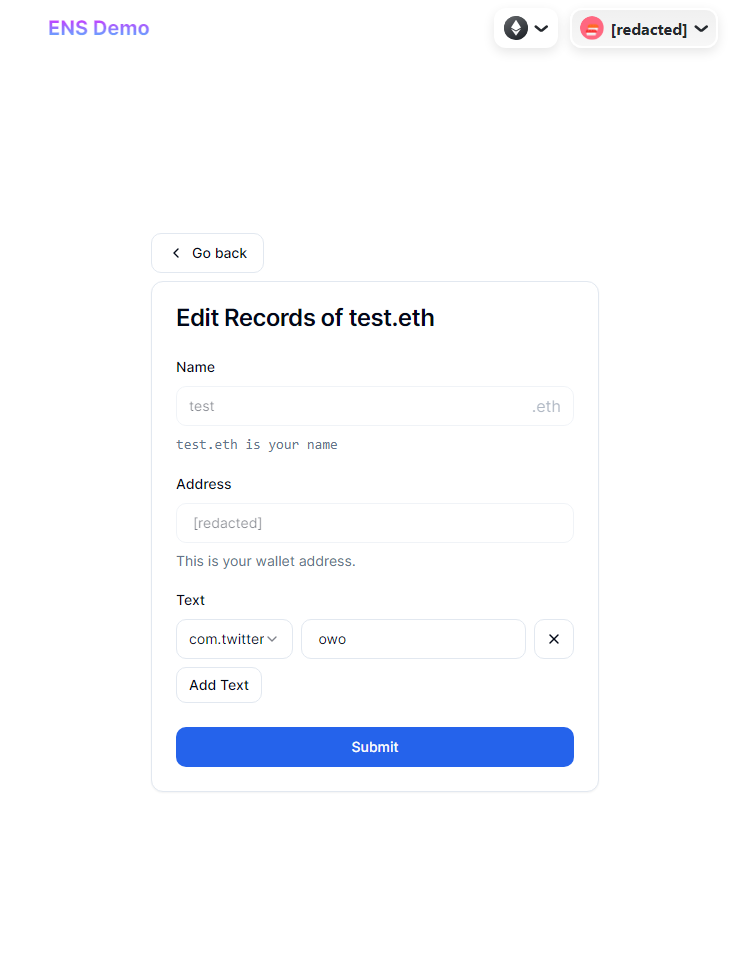 ENS Demo
[redacted]
Go back
Edit Records of test.eth
Name
test .eth
test.eth is your name
Address
[redacted]
This is your wallet address.
Text
com.twitter owo
Add Text
Submit